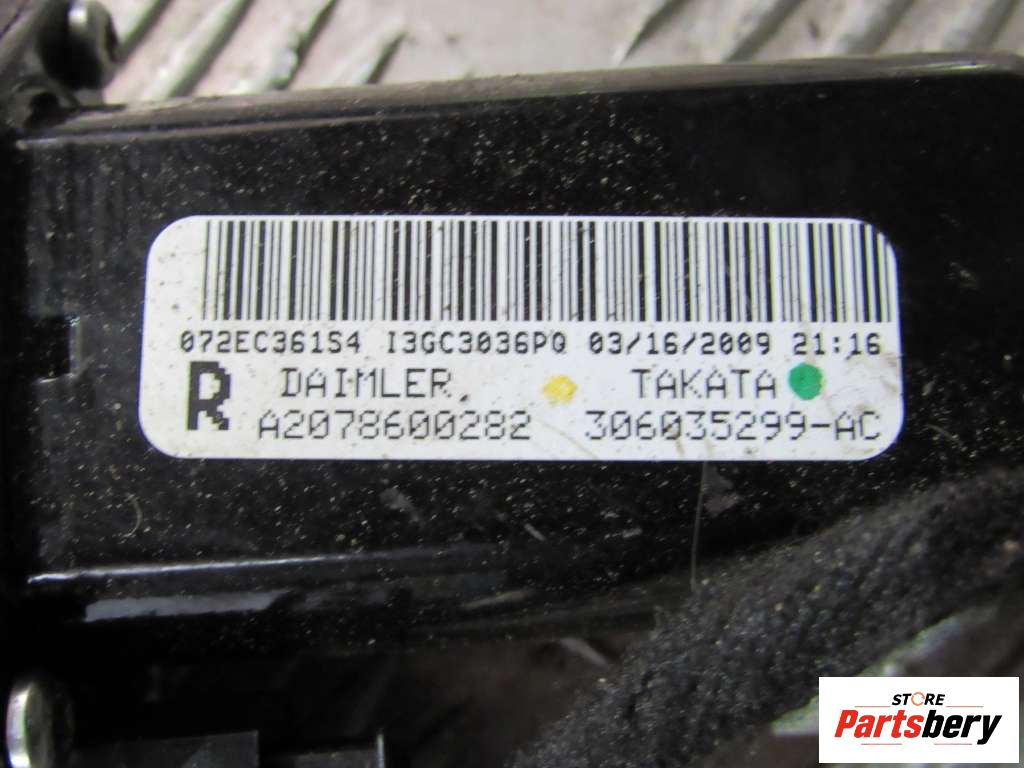 072EC361S4 I3GC3036PQ 03/16/2009 21:16
R DAIMLER. TAKATA
A2078600282 306035299-AC
STORE
Partsbery